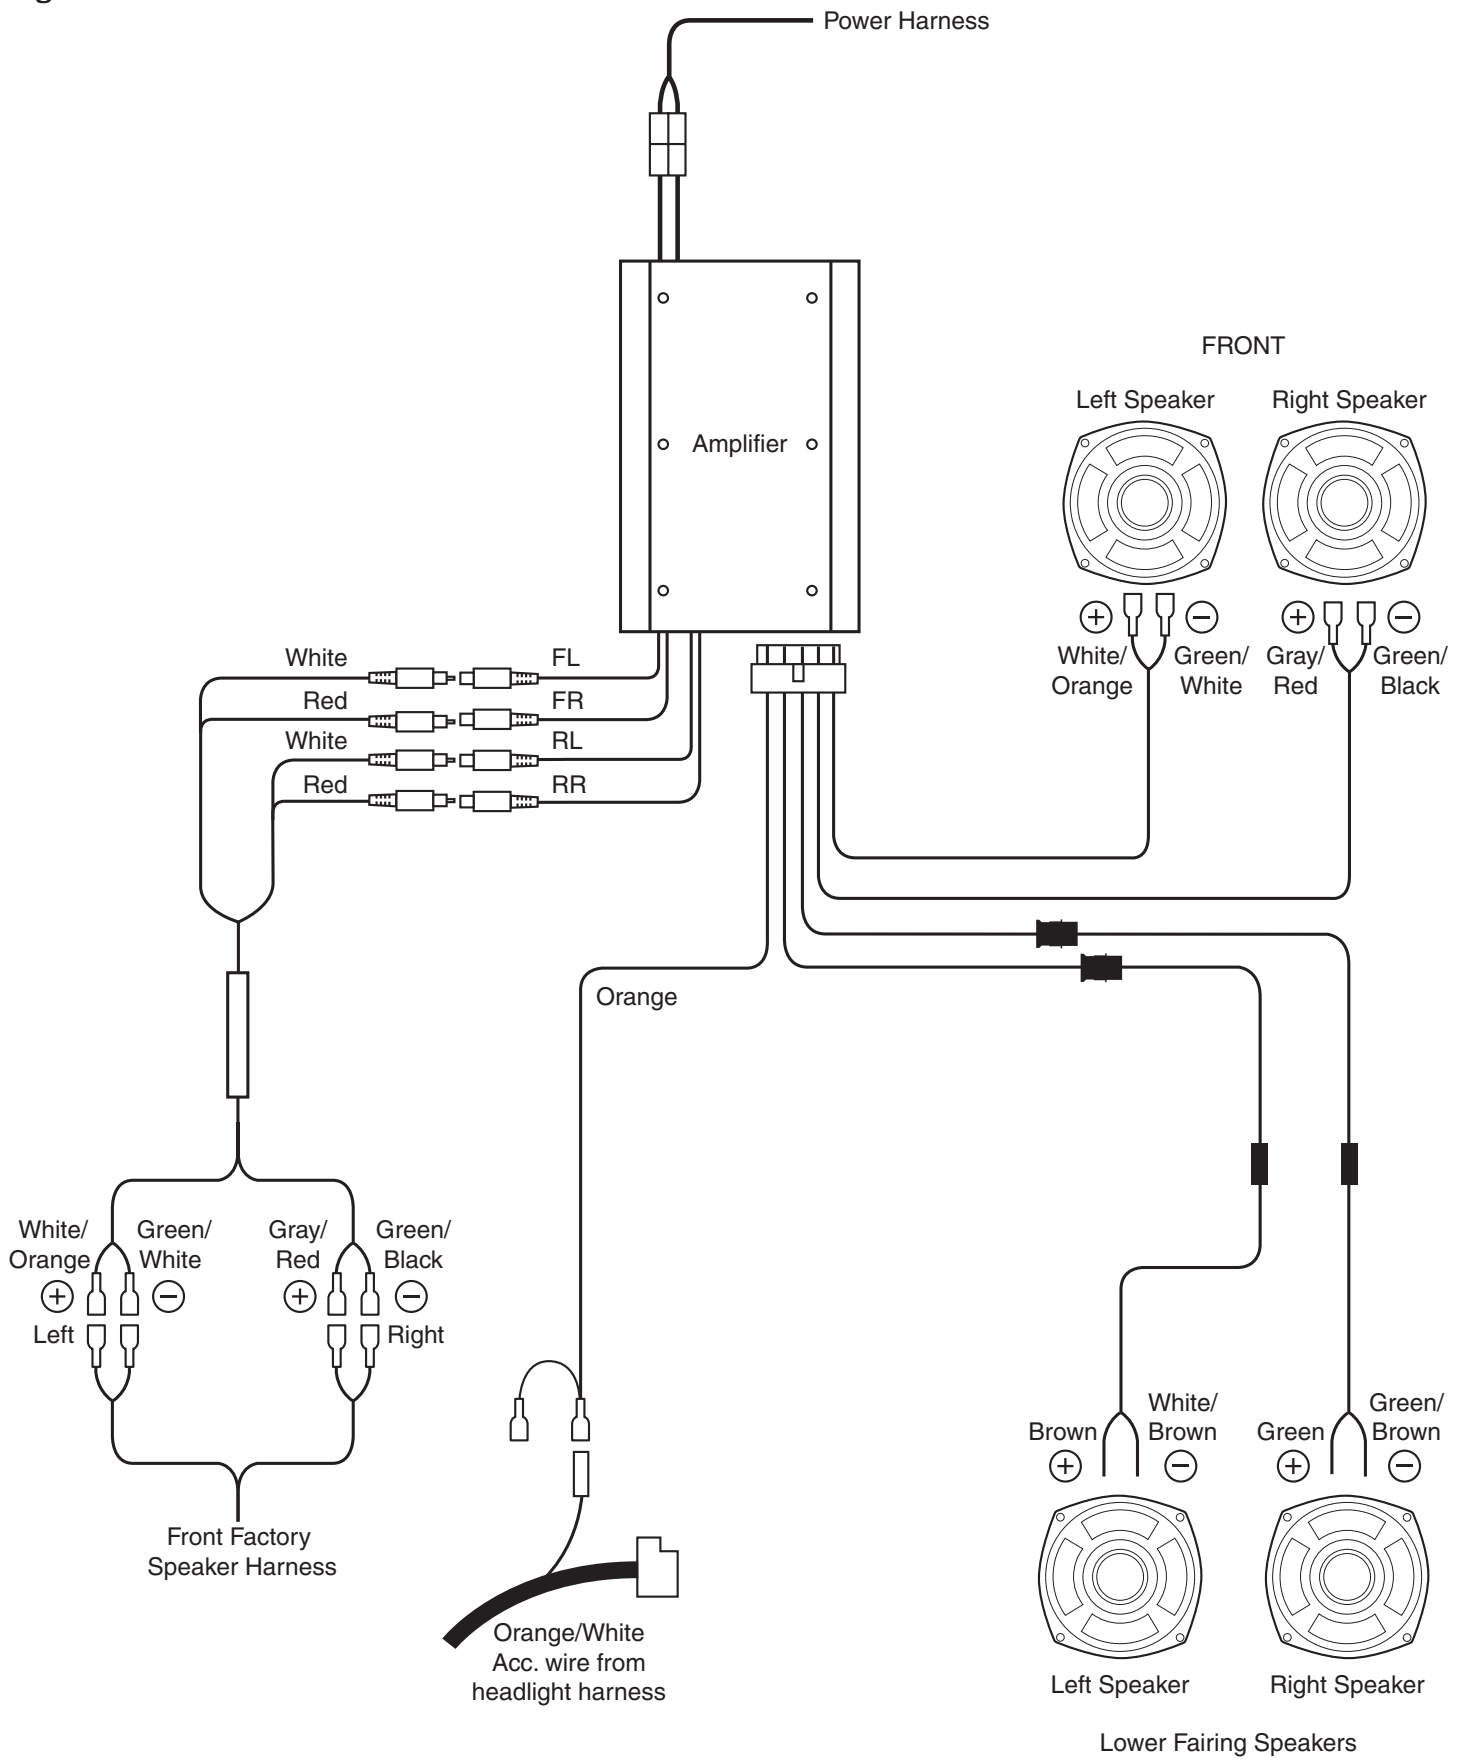 Power Harness
FRONT
Left Speaker
Right Speaker
Amplifier
White
FL
Red
FR
White
RL
Red
RR
White/
Orange
Green/
White
Gray/
Red
Green/
Black
Orange
White/
Orange
Green/
White
Gray/
Red
Green/
Black
Left
Right
Front Factory
Speaker Harness
Orange/White
Acc. wire from
headlight harness
Brown
White/
Brown
Green
Green/
Brown
Left Speaker
Right Speaker
Lower Fairing Speakers